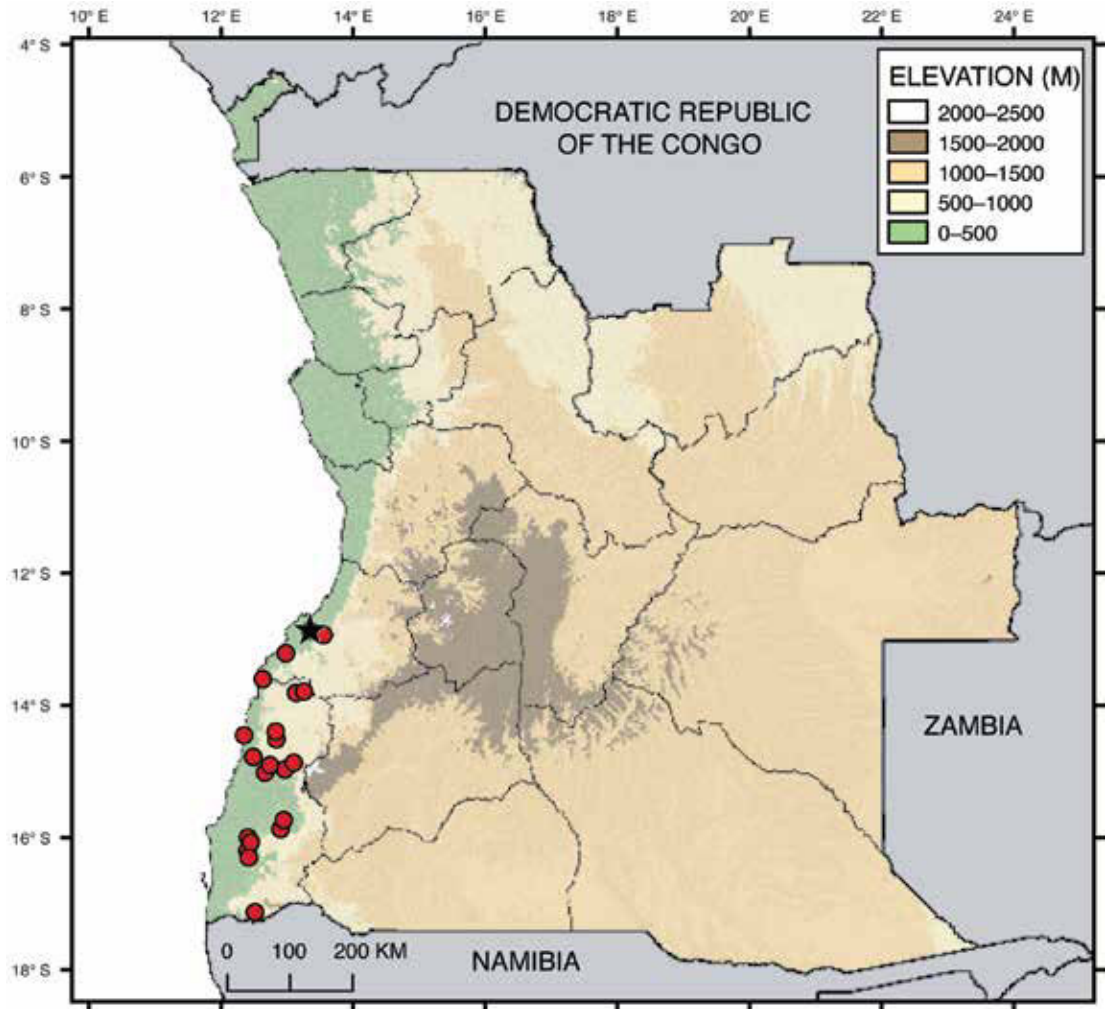 10° E 12° E 14° E 16° E 18° E 20° E 22° E 24° E
4° S
6° S
8° S
10° S
12° S
14° S
16° S
18° S
ELEVATION (M)
2000–2500
1500–2000
1000–1500
500–1000
0–500
DEMOCRATIC REPUBLIC
OF THE CONGO
ZAMBIA
NAMIBIA
0 100 200 KM